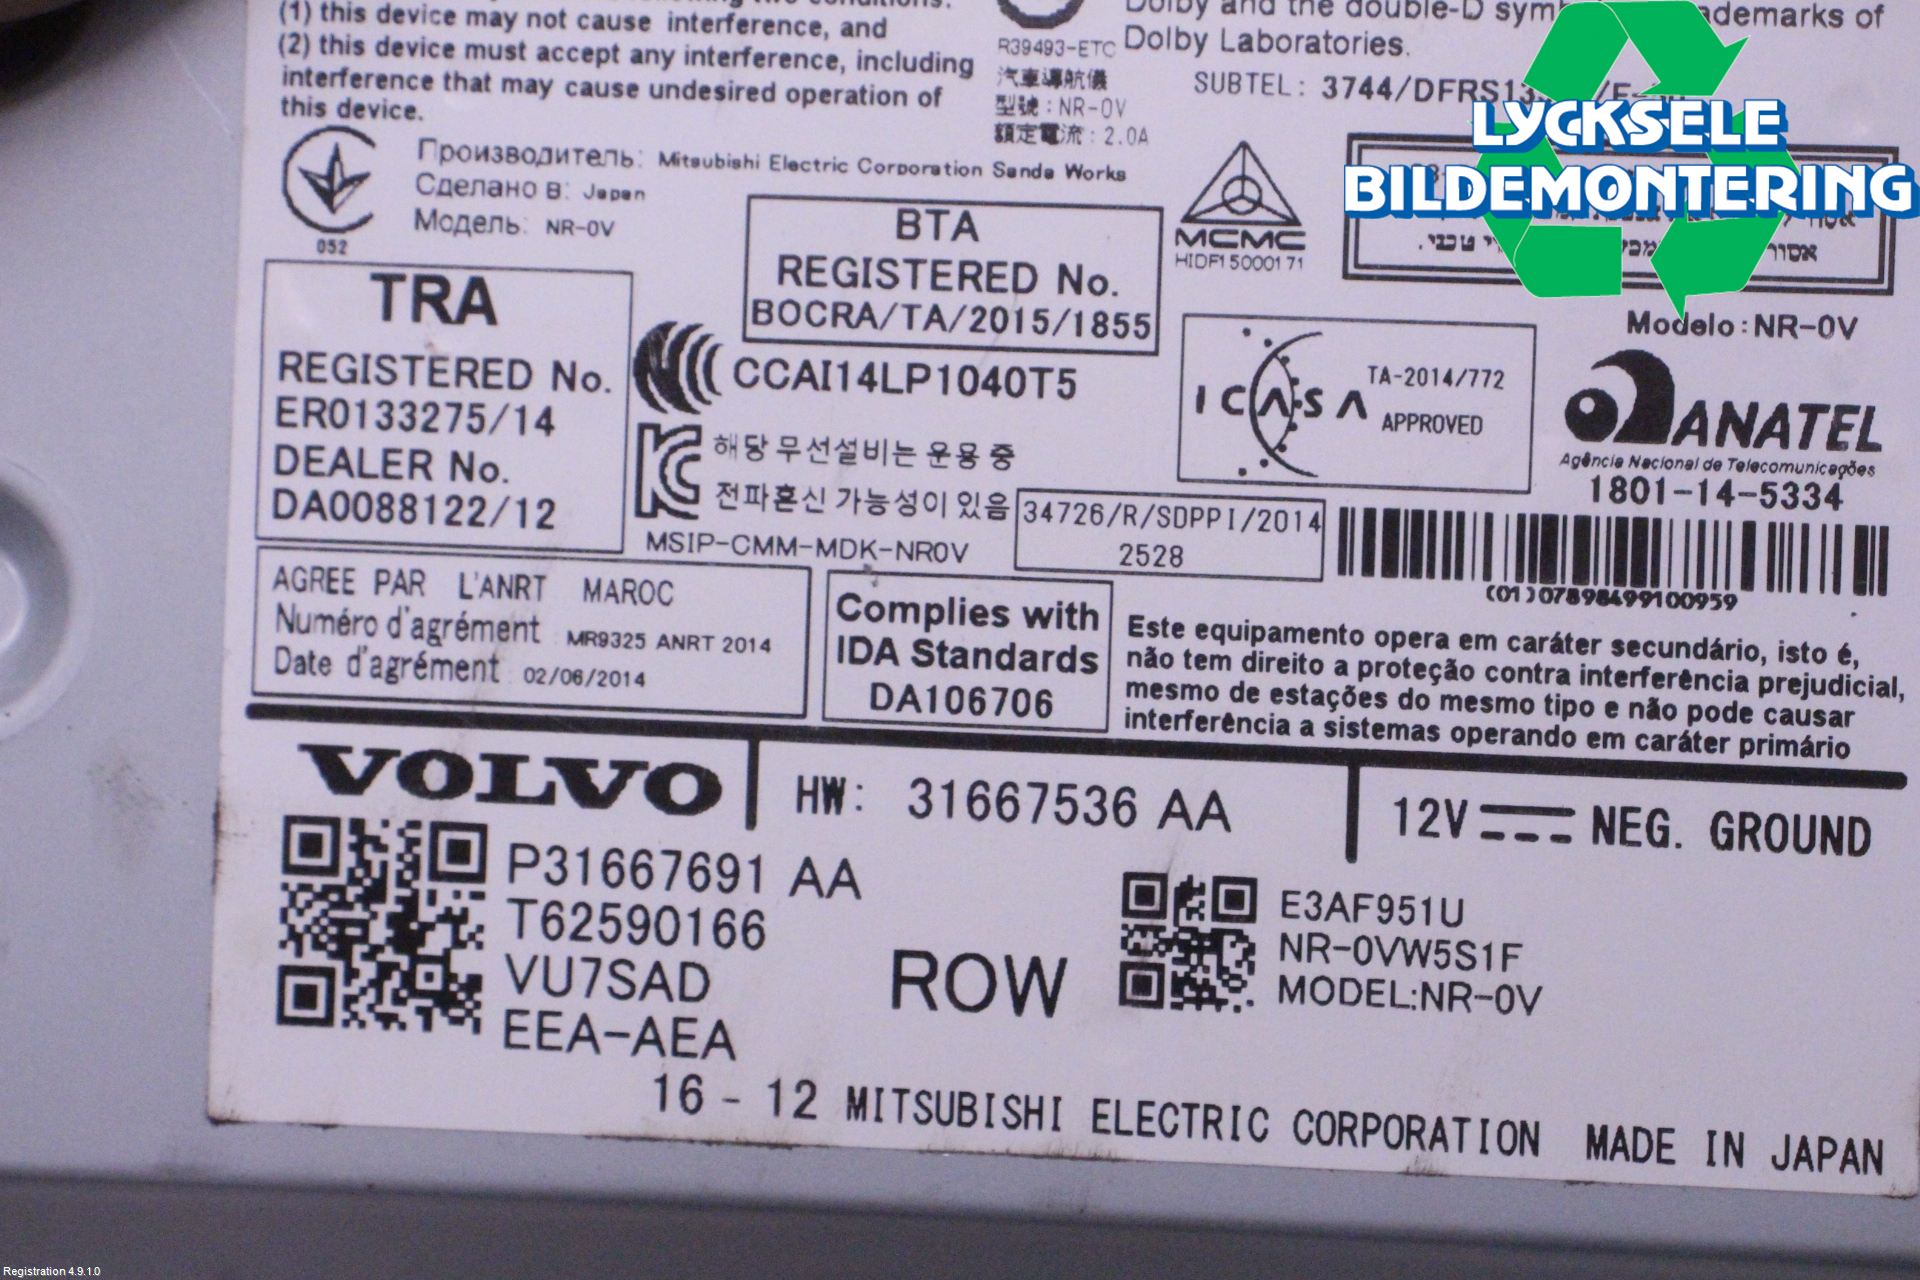 (1) this device may not cause interference, and
(2) this device must accept any interference, including
interference that may cause undesired operation of
this device.
R39493-ETC
汽車導航儀
型號:NR-0V
額定電流:2.0A
Dolby and the double-D
Dolby Laboratories.
SUBTEL: 3744/
LYCKSELE
BILDEMONTERING
Производитель: Mitsubishi Electric Corporation Sanda Works
Сделано в: Japan
Модель: NR-0V
052
BTA
REGISTERED No.
BOCRA/TA/2015/1855
MCMC
HIDF15000171
TRA
REGISTERED No.
ER0133275/14
DEALER No.
DA0088122/12
CCAI14LP1040T5
해당 무선설비는 운용 중
전파혼신 가능성이 있음
MSIP-CMM-MDK-NR0V
ICASA
TA-2014/772
APPROVED
Modelo:NR-0V
ANATEL
Agência Nacional de Telecomunicações
1801-14-5334
(01)07898499100959
34726/R/SDPPI/2014
2528
AGREE PAR L'ANRT MAROC
Numéro d'agrément MR9325 ANRT 2014
Date d'agrément 02/06/2014
Complies with
IDA Standards
DA106706
Este equipamento opera em caráter secundário, isto é,
não tem direito a proteção contra interferência prejudicial,
mesmo de estações do mesmo tipo e não pode causar
interferência a sistemas operando em caráter primário
VOLVO
HW: 31667536 AA
12V NEG. GROUND
P31667691 AA
T62590166
VU7SAD
EEA-AEA
ROW
E3AF951U
NR-0VW5S1F
MODEL:NR-0V
16 - 12 MITSUBISHI ELECTRIC CORPORATION MADE IN JAPAN
Registration 4.9.1.0